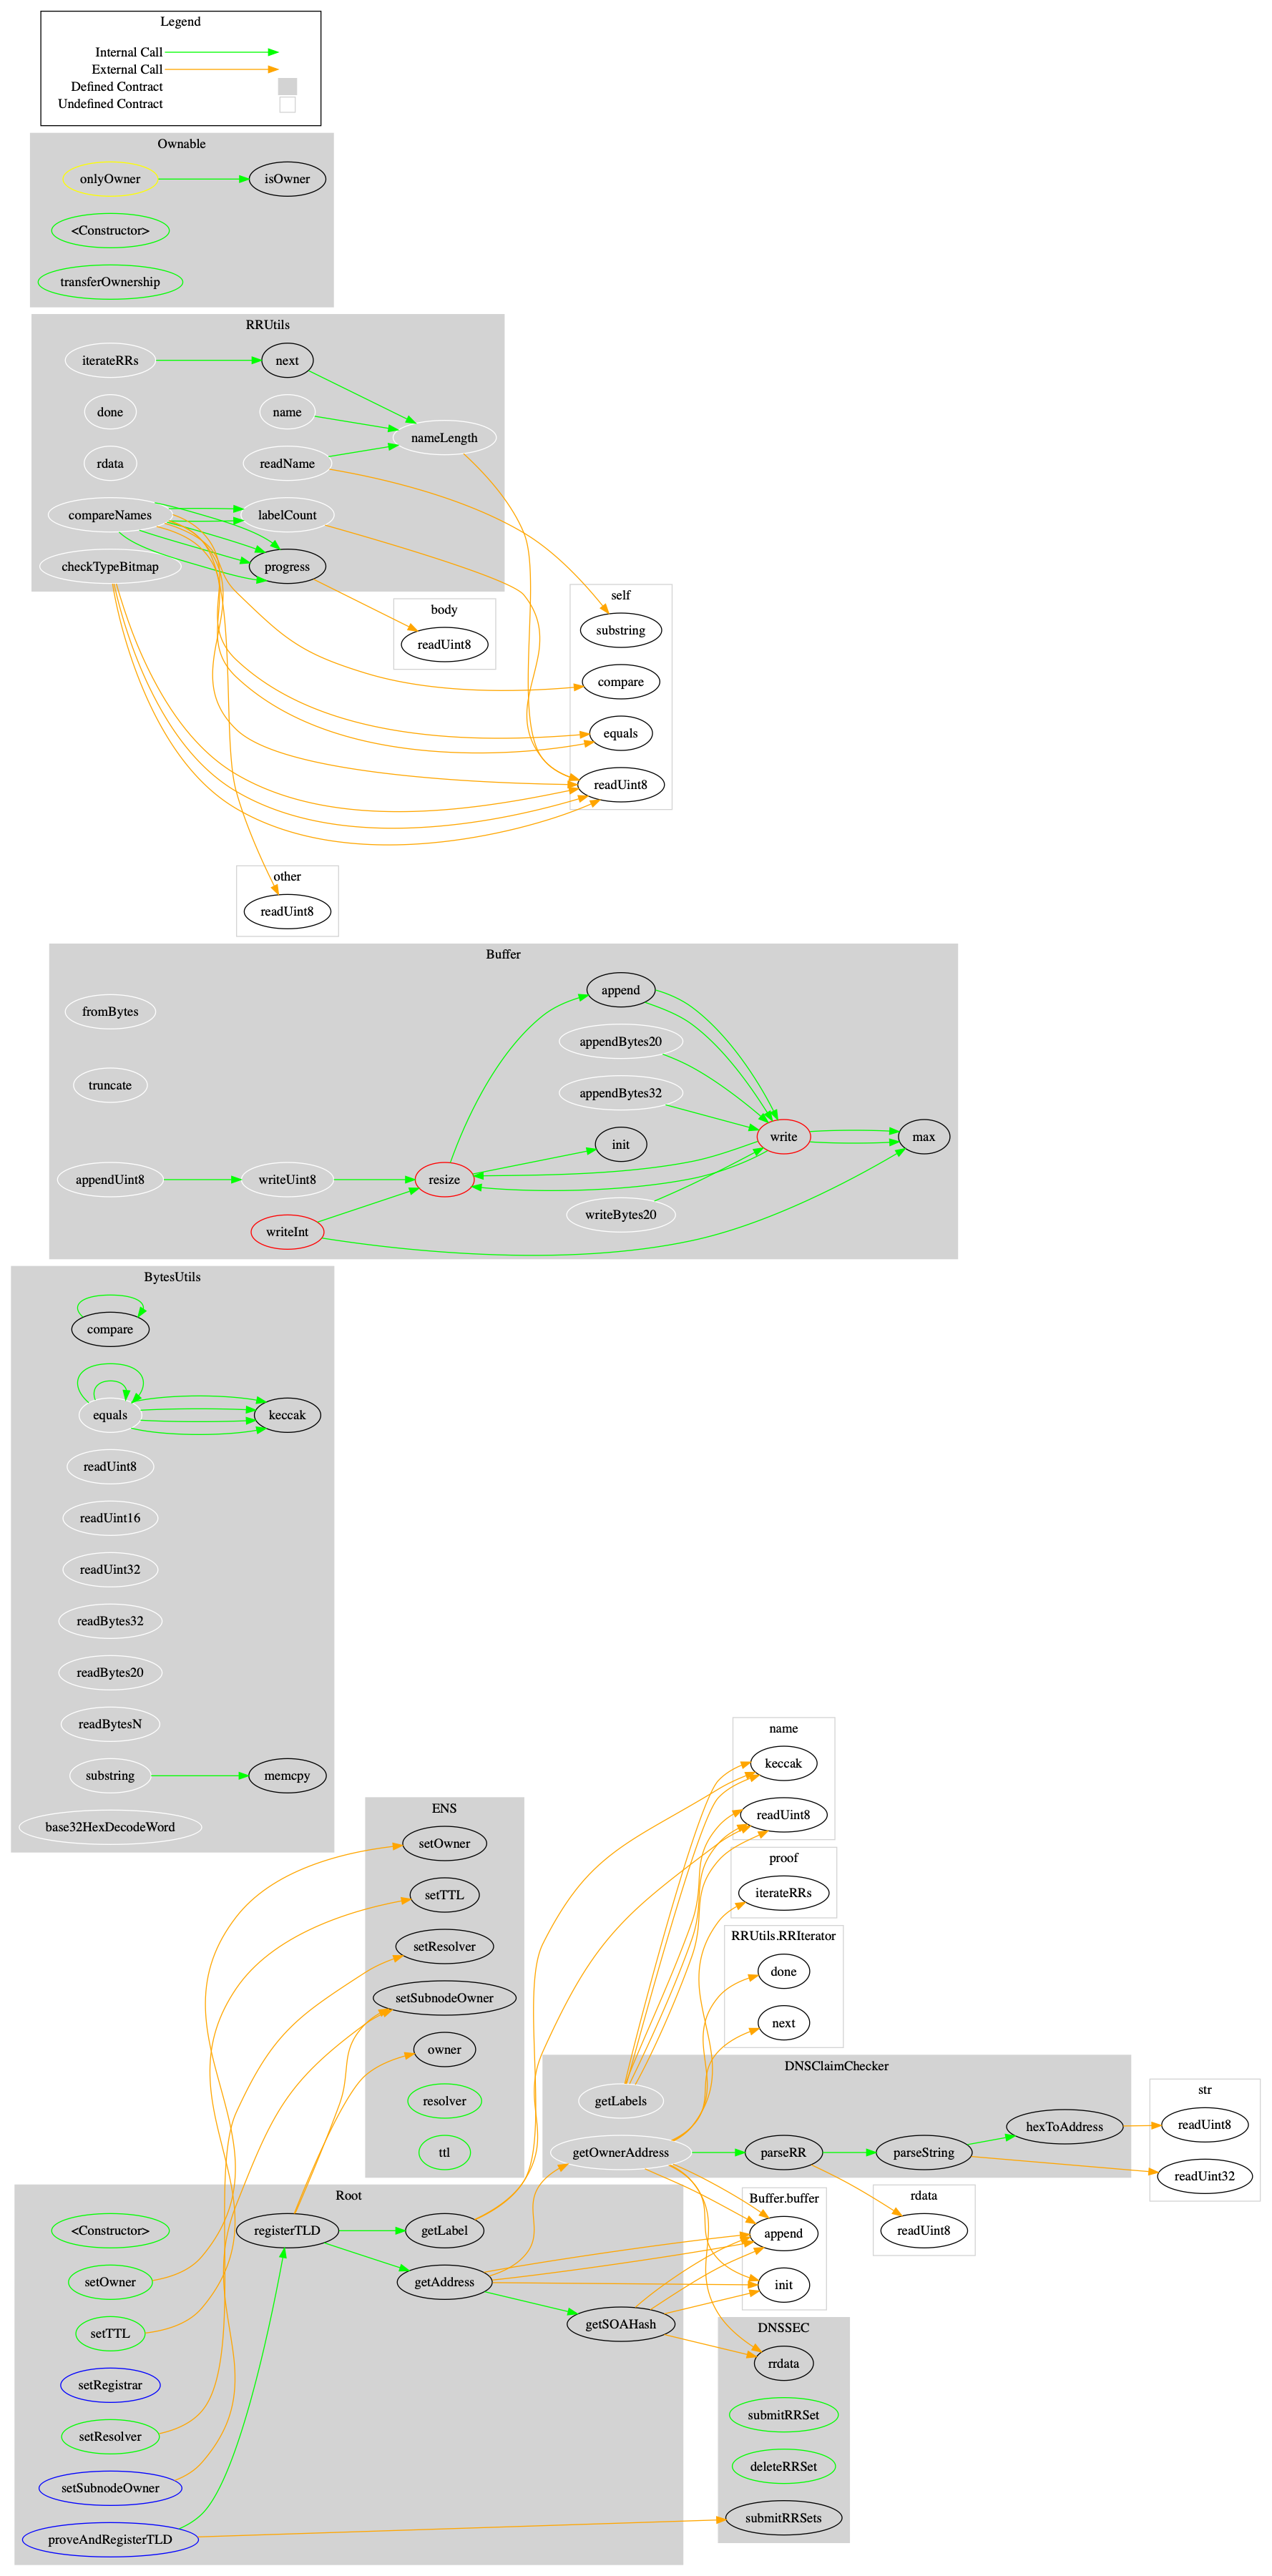 Legend
Internal Call
External Call
Defined Contract
Undefined Contract
Ownable
onlyOwner
isOwner
<Constructor>
transferOwnership
RRUtils
iterateRRs
next
done
name
nameLength
rdata
readName
compareNames
labelCount
checkTypeBitmap
progress
body
readUint8
self
substring
compare
equals
readUint8
other
readUint8
Buffer
fromBytes
append
appendBytes20
truncate
appendBytes32
init
write
max
appendUint8
writeUint8
resize
writeBytes20
writeInt
BytesUtils
compare
equals
keccak
readUint8
readUint16
readUint32
readBytes32
readBytes20
readBytesN
substring
memcpy
base32HexDecodeWord
name
keccak
readUint8
proof
iterateRRs
RRUtils.RRIterator
done
next
ENS
setOwner
setTTL
setResolver
setSubnodeOwner
owner
resolver
ttl
DNSClaimChecker
getLabels
getOwnerAddress
parseRR
parseString
hexToAddress
str
readUint8
readUint32
rdata
readUint8
Buffer.buffer
append
init
Root
<Constructor>
registerTLD
getLabel
setOwner
getAddress
setTTL
getSOAHash
setRegistrar
setResolver
setSubnodeOwner
proveAndRegisterTLD
DNSSEC
rrdata
submitRRSet
deleteRRSet
submitRRSets